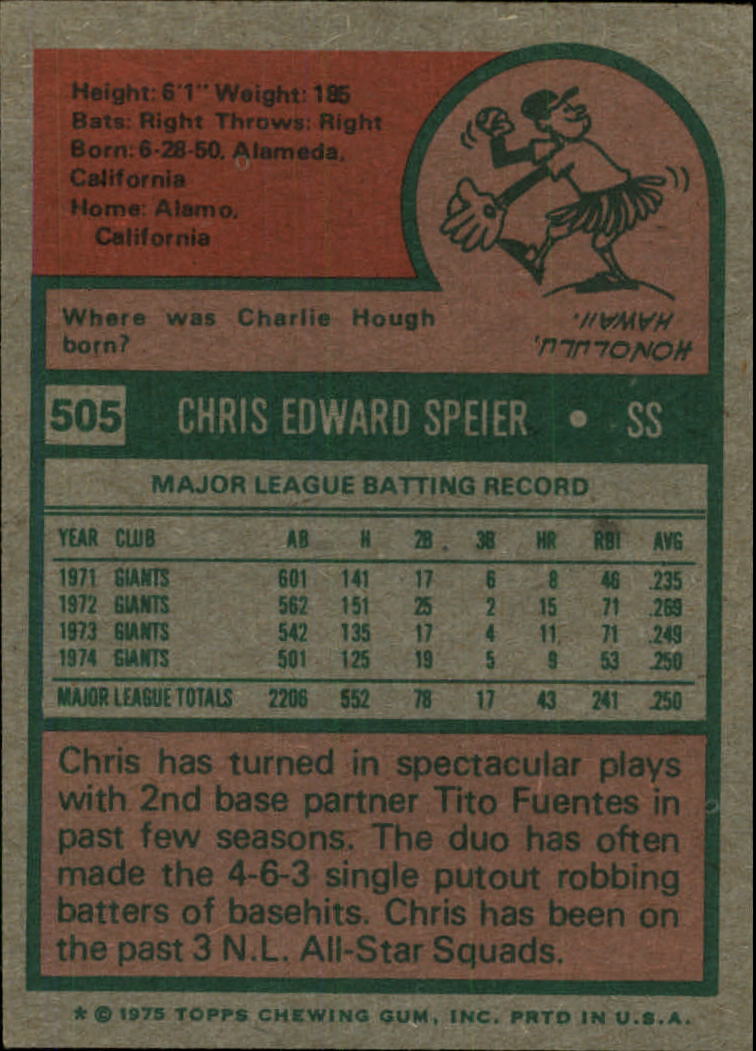 Height: 6'1" Weight: 185
Bats: Right Throws: Right
Born: 6-28-50, Alameda,
California
Home: Alamo,
California
Where was Charlie Hough
born?
HONOLULU,
HAWAII.
505 CHRIS EDWARD SPEIER • SS
MAJOR LEAGUE BATTING RECORD
YEAR CLUB AB H 2B 3B HR RBI AVG
1971 GIANTS 601 141 17 6 8 46 .235
1972 GIANTS 562 151 25 2 15 71 .269
1973 GIANTS 542 135 17 4 11 71 .249
1974 GIANTS 501 125 19 5 9 53 .250
MAJOR LEAGUE TOTALS 2206 552 78 17 43 241 .250
Chris has turned in spectacular plays
with 2nd base partner Tito Fuentes in
past few seasons. The duo has often
made the 4-6-3 single putout robbing
batters of basehits. Chris has been on
the past 3 N.L. All-Star Squads.
* © 1975 TOPPS CHEWING GUM, INC. PRTD IN U.S.A.